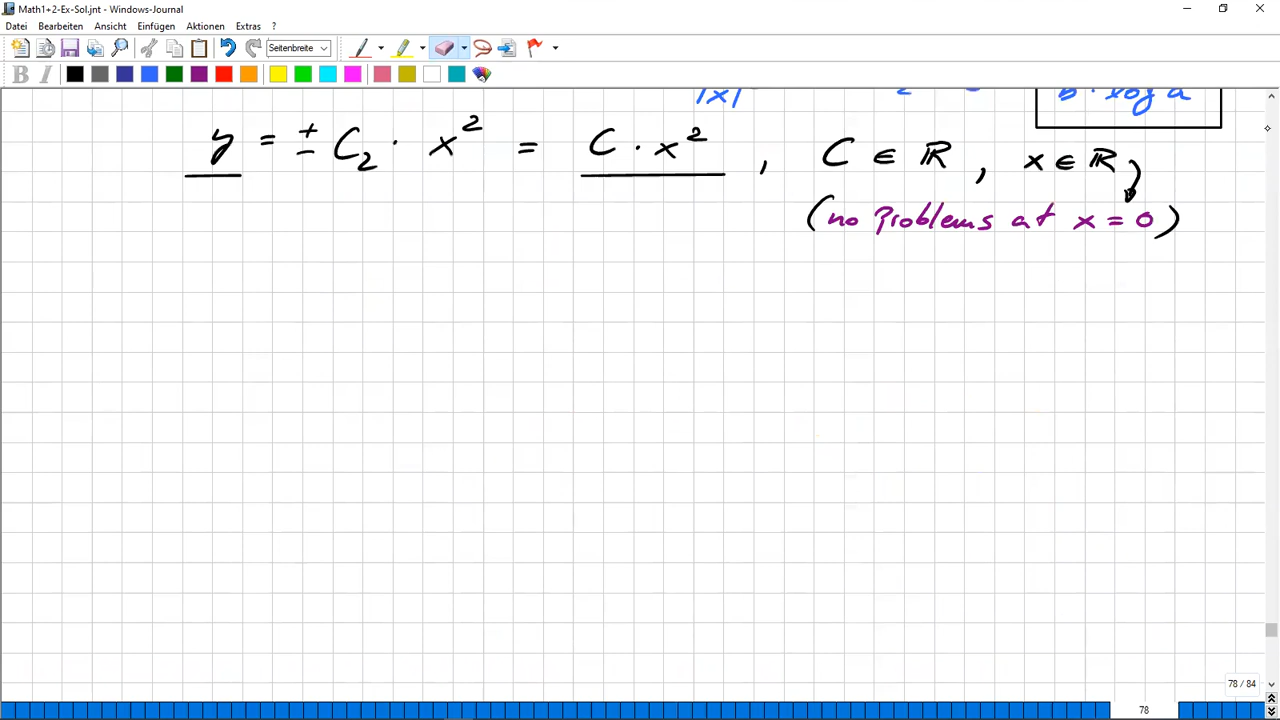 Math1+2-Ex-Sol.jnt - Windows-Journal
Datei Bearbeiten Ansicht Einfügen Aktionen Extras ?
Seitenbreite
B I
|x| b · log a
y = ± C₂ · x² = C · x² , C ∈ ℝ , x ∈ ℝ
(no problems at x = 0)
78 / 84
78